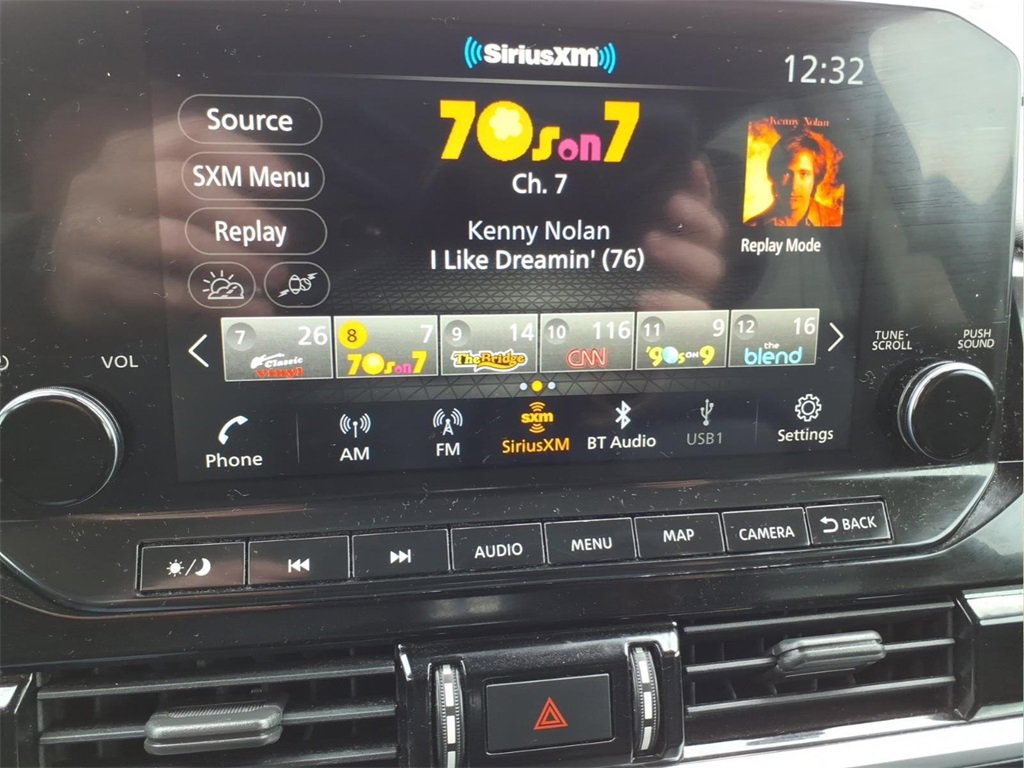 SiriusXM
12:32
Source
SXM Menu
Replay
70s on 7
Ch. 7
Kenny Nolan
I Like Dreamin' (76)
Kenny Nolan
Replay Mode
7 26 Classic Vinyl
8 7 70s on 7
9 14 The Bridge
10 116 CNN
11 9 '90s on 9
12 16 the blend
VOL
TUNE·
SCROLL
PUSH
SOUND
Phone
AM
FM
sxm
SiriusXM
BT Audio
USB1
Settings
AUDIO
MENU
MAP
CAMERA
BACK